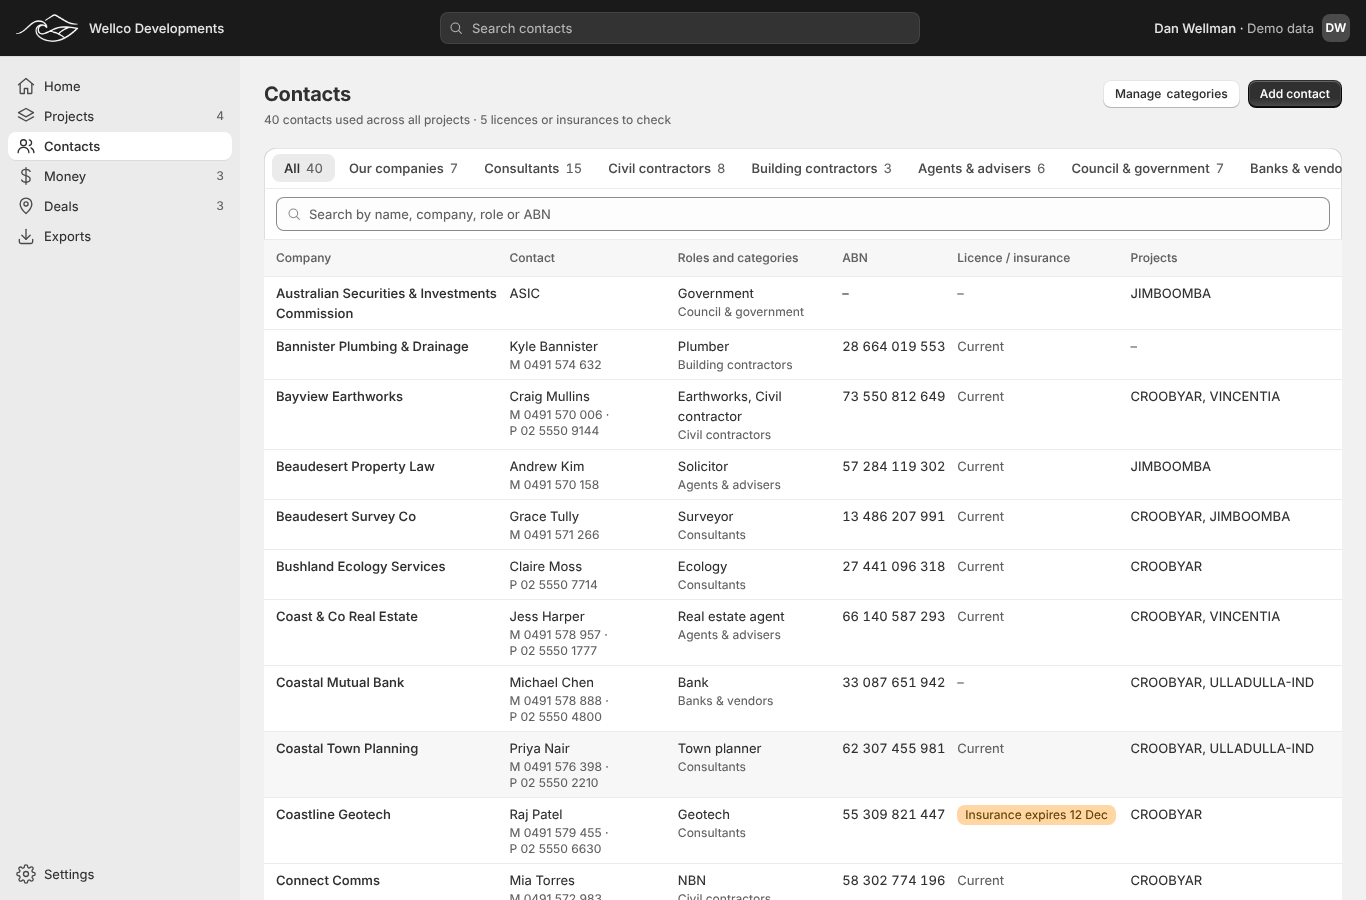 Wellco Developments
Search contacts
Dan Wellman · Demo data DW
Home
Projects 4
Contacts
Money 3
Deals 3
Exports
Settings
Contacts
40 contacts used across all projects · 5 licences or insurances to check
Manage categories
Add contact
All 40 Our companies 7 Consultants 15 Civil contractors 8 Building contractors 3 Agents & advisers 6 Council & government 7 Banks & vendo
Search by name, company, role or ABN
Company Contact Roles and categories ABN Licence / insurance Projects
Australian Securities & Investments ASIC Government – – JIMBOOMBA
Commission Council & government
Bannister Plumbing & Drainage Kyle Bannister Plumber 28 664 019 553 Current –
M 0491 574 632 Building contractors
Bayview Earthworks Craig Mullins Earthworks, Civil 73 550 812 649 Current CROOBYAR, VINCENTIA
M 0491 570 006 · contractor
P 02 5550 9144 Civil contractors
Beaudesert Property Law Andrew Kim Solicitor 57 284 119 302 Current JIMBOOMBA
M 0491 570 158 Agents & advisers
Beaudesert Survey Co Grace Tully Surveyor 13 486 207 991 Current CROOBYAR, JIMBOOMBA
M 0491 571 266 Consultants
Bushland Ecology Services Claire Moss Ecology 27 441 096 318 Current CROOBYAR
P 02 5550 7714 Consultants
Coast & Co Real Estate Jess Harper Real estate agent 66 140 587 293 Current CROOBYAR, VINCENTIA
M 0491 578 957 · Agents & advisers
P 02 5550 1777
Coastal Mutual Bank Michael Chen Bank 33 087 651 942 – CROOBYAR, ULLADULLA-IND
M 0491 578 888 · Banks & vendors
P 02 5550 4800
Coastal Town Planning Priya Nair Town planner 62 307 455 981 Current CROOBYAR, ULLADULLA-IND
M 0491 576 398 · Consultants
P 02 5550 2210
Coastline Geotech Raj Patel Geotech 55 309 821 447 Insurance expires 12 Dec CROOBYAR
M 0491 579 455 · Consultants
P 02 5550 6630
Connect Comms Mia Torres NBN 58 302 774 196 Current CROOBYAR
M 0491 572 983 Civil contractors